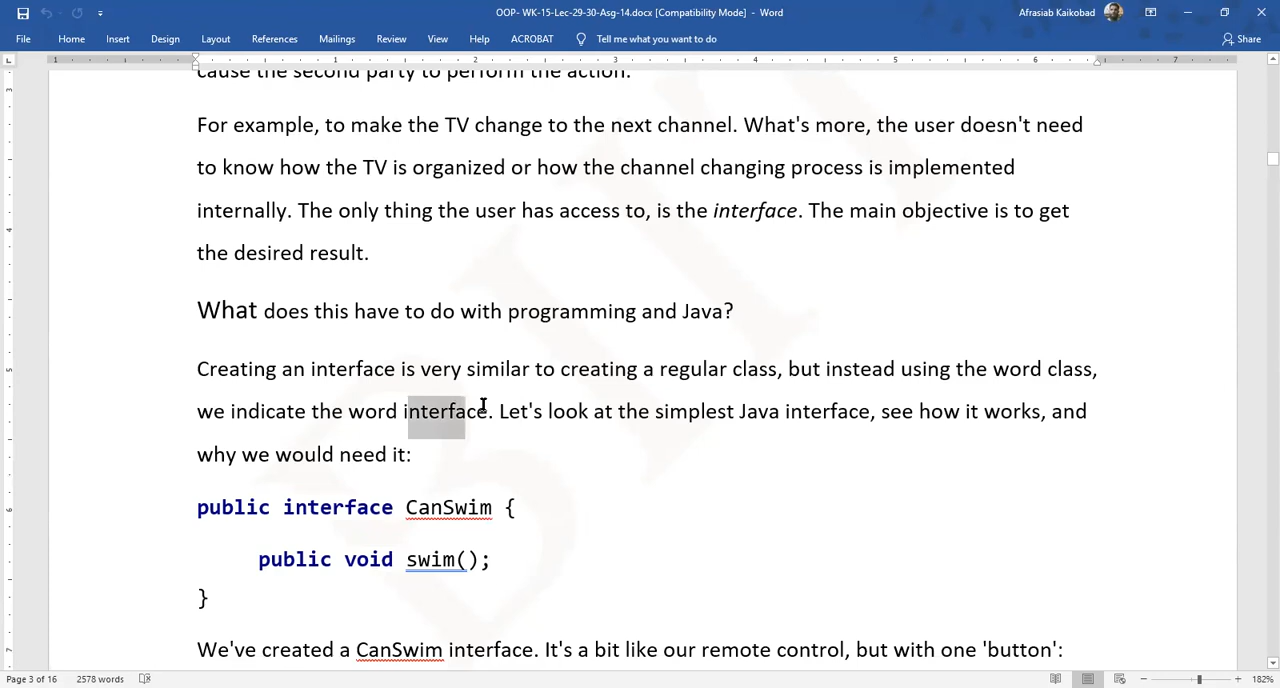 OOP- WK-15-Lec-29-30-Asg-14.docx [Compatibility Mode] - Word
Afrasiab Kaikobad
File Home Insert Design Layout References Mailings Review View Help ACROBAT Tell me what you want to do Share
1 1 2 3 4 5 6 7
cause the second party to perform the action.
For example, to make the TV change to the next channel. What's more, the user doesn't need
to know how the TV is organized or how the channel changing process is implemented
internally. The only thing the user has access to, is the interface. The main objective is to get
the desired result.
What does this have to do with programming and Java?
Creating an interface is very similar to creating a regular class, but instead using the word class,
we indicate the word interface. Let's look at the simplest Java interface, see how it works, and
why we would need it:
public interface CanSwim {
public void swim();
}
We've created a CanSwim interface. It's a bit like our remote control, but with one 'button':
Page 3 of 16 2578 words 182%